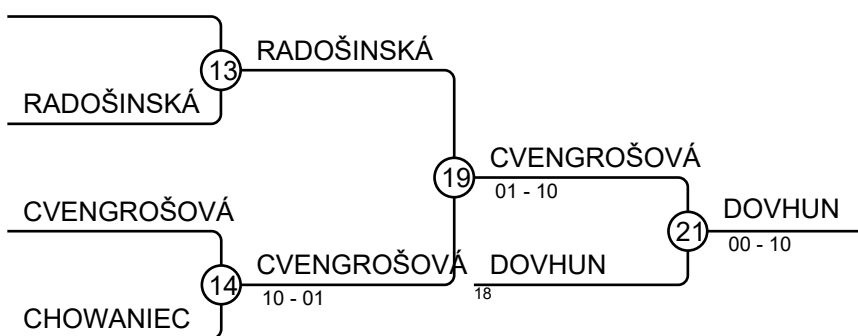 RADOŠINSKÁ
13
RADOŠINSKÁ
CVENGROŠOVÁ
14
CHOWANIEC
CVENGROŠOVÁ
10 - 01
19
CVENGROŠOVÁ
01 - 10
DOVHUN
18
21
DOVHUN
00 - 10